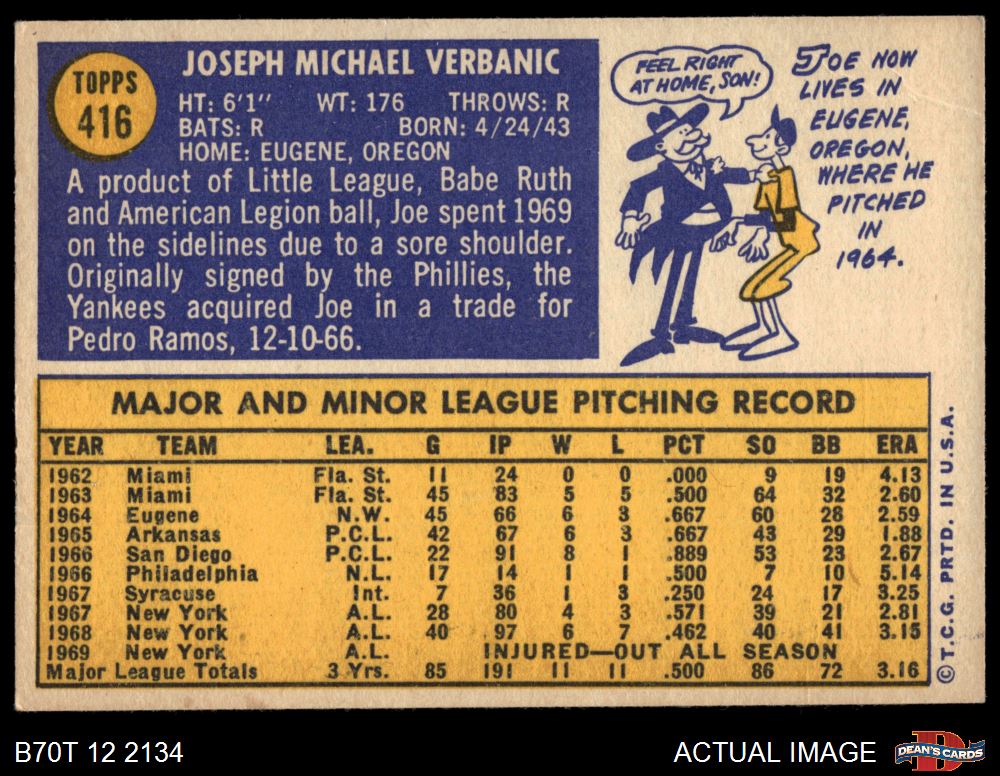 TOPPS
416
JOSEPH MICHAEL VERBANIC
HT: 6'1" WT: 176 THROWS: R
BATS: R BORN: 4/24/43
HOME: EUGENE, OREGON
A product of Little League, Babe Ruth
and American Legion ball, Joe spent 1969
on the sidelines due to a sore shoulder.
Originally signed by the Phillies, the
Yankees acquired Joe in a trade for
Pedro Ramos, 12-10-66.
FEEL RIGHT
AT HOME, SON!
JOE NOW
LIVES IN
EUGENE,
OREGON,
WHERE HE
PITCHED
IN
1964.
MAJOR AND MINOR LEAGUE PITCHING RECORD
YEAR TEAM LEA. G IP W L PCT SO BB ERA
1962 Miami Fla. St. 11 24 0 0 .000 9 19 4.13
1963 Miami Fla. St. 45 83 5 5 .500 64 32 2.60
1964 Eugene N.W. 45 66 6 3 .667 60 28 2.59
1965 Arkansas P.C.L. 42 67 6 3 .667 43 29 1.88
1966 San Diego P.C.L. 22 91 8 1 .889 53 23 2.67
1966 Philadelphia N.L. 17 14 1 1 .500 7 10 5.14
1967 Syracuse Int. 7 36 1 3 .250 24 17 3.25
1967 New York A.L. 28 80 4 3 .571 39 21 2.81
1968 New York A.L. 40 97 6 7 .462 40 41 3.15
1969 New York A.L. INJURED—OUT ALL SEASON
Major League Totals 3 Yrs. 85 191 11 11 .500 86 72 3.16
© T.C.G. PRTD. IN U.S.A.
B70T 12 2134 ACTUAL IMAGE DEAN'S CARDS